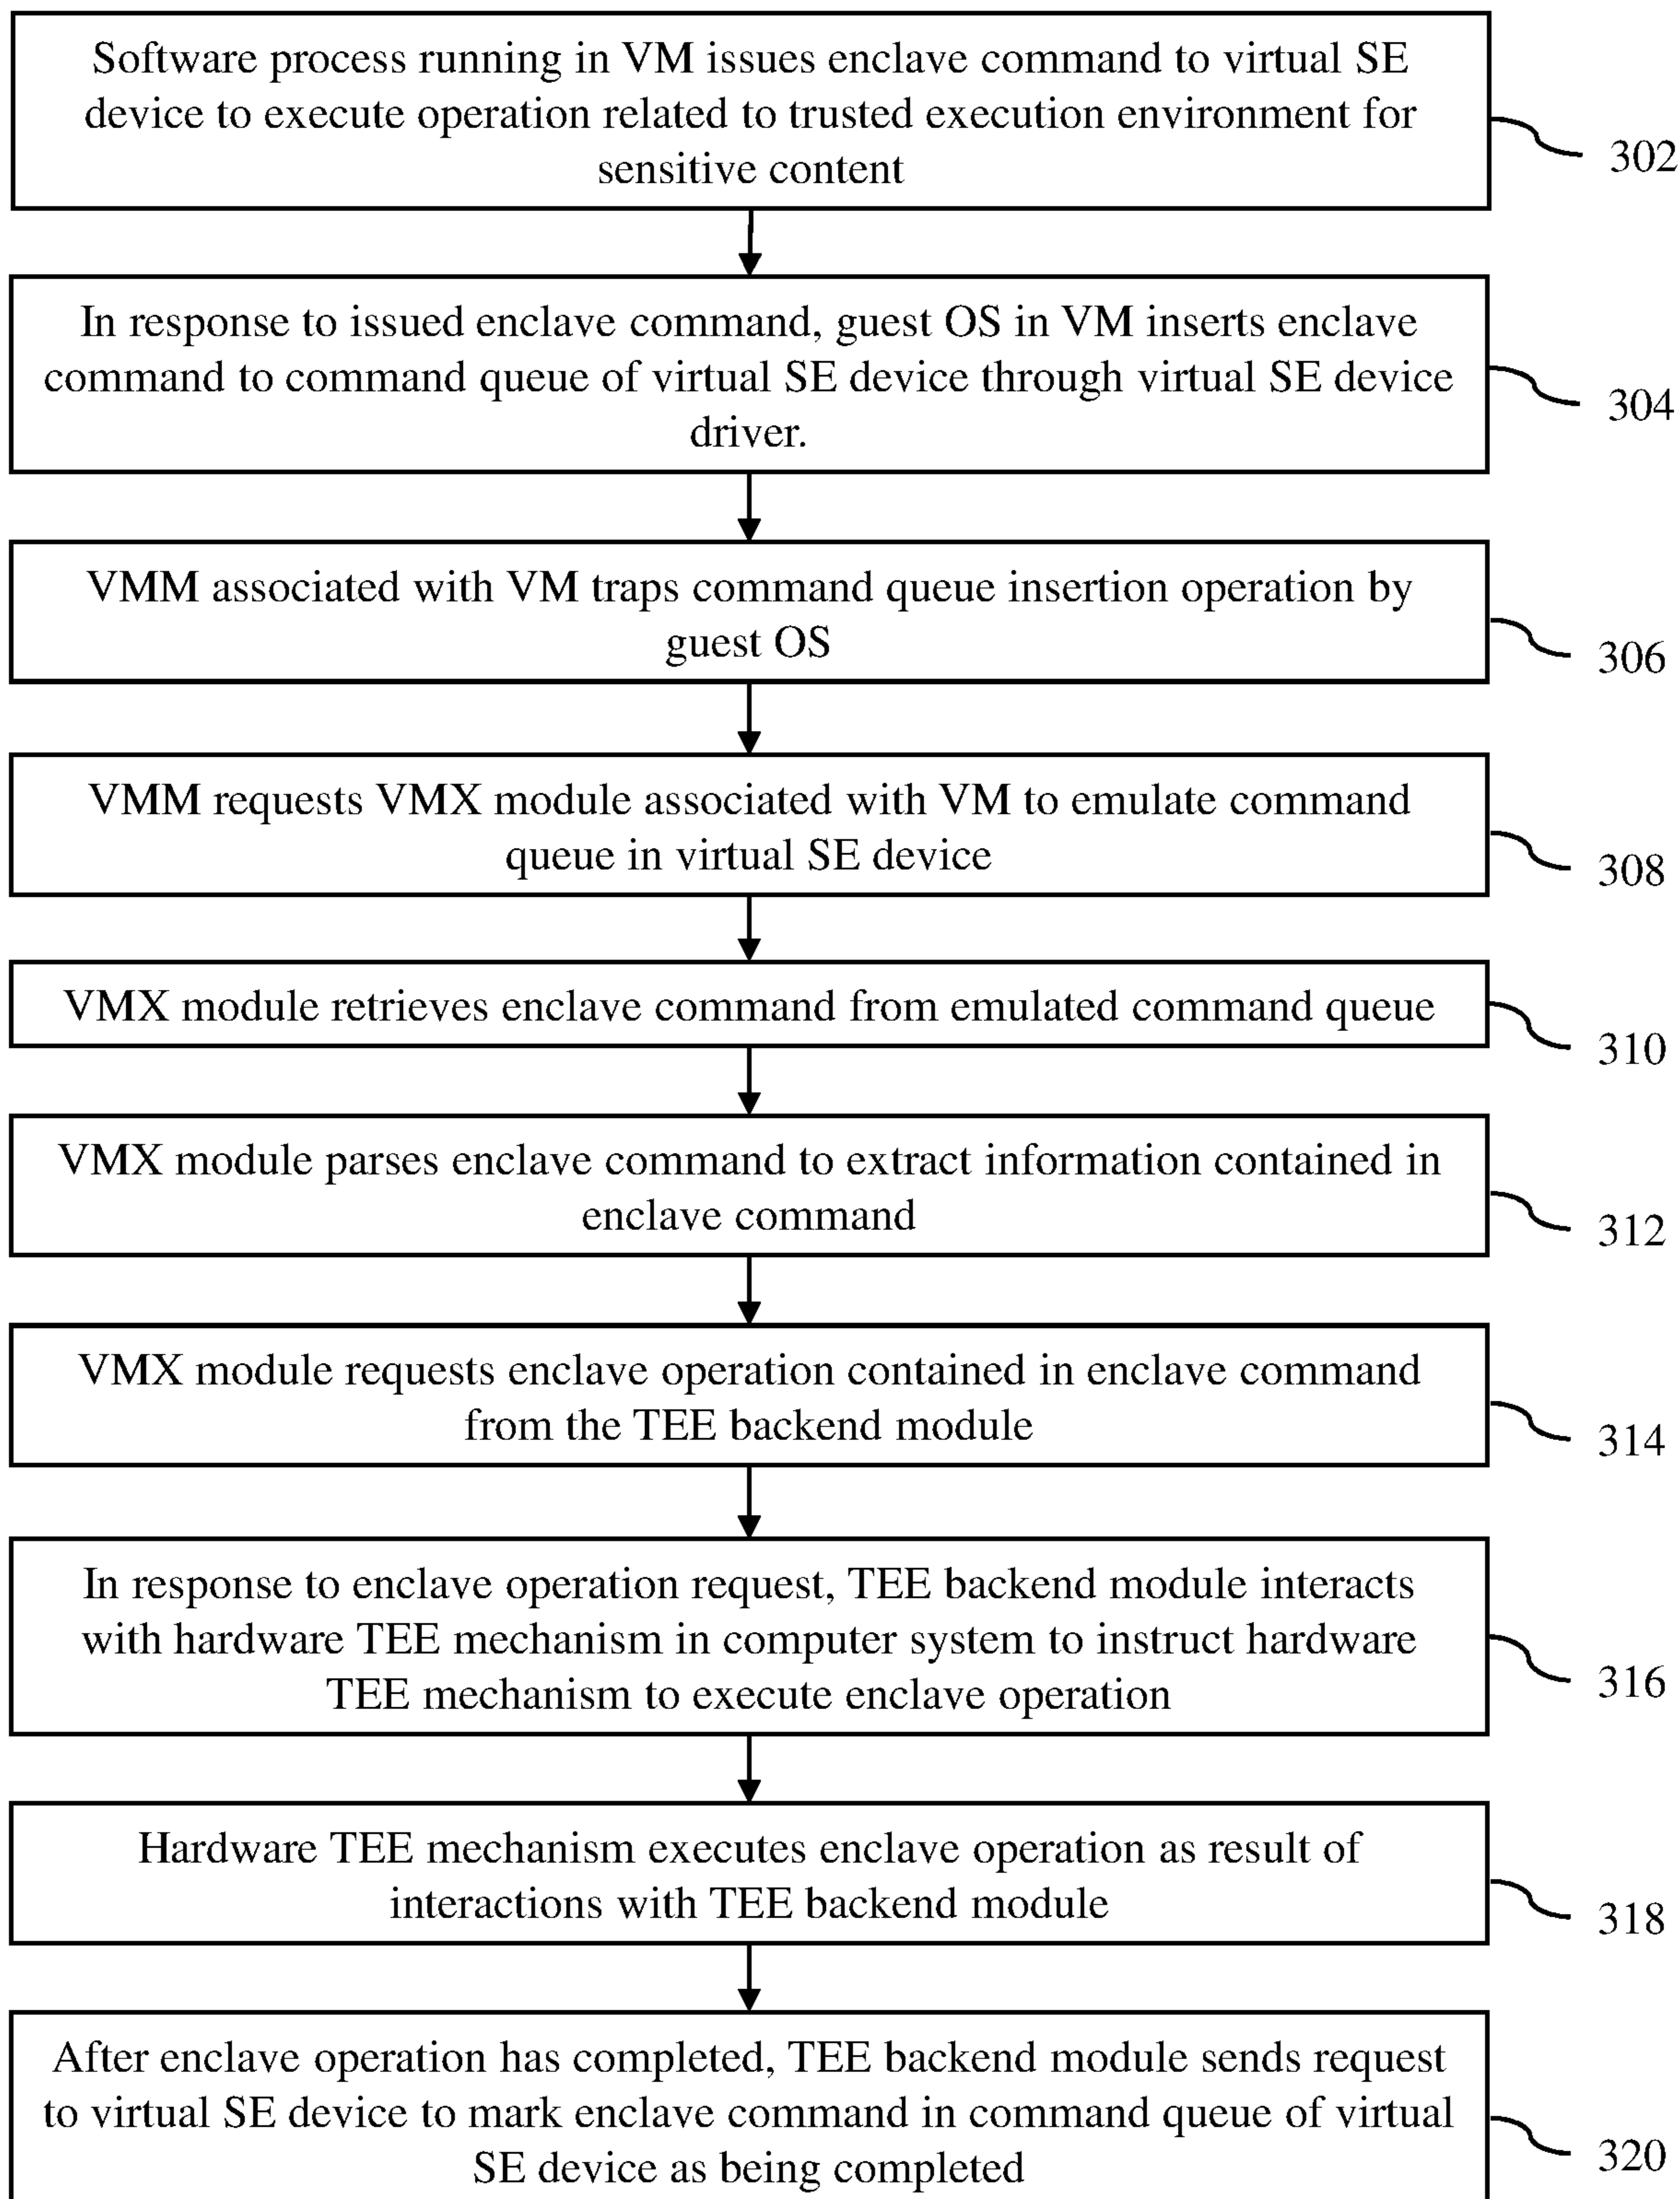 Software process running in VM issues enclave command to virtual SE
device to execute operation related to trusted execution environment for
sensitive content
302
In response to issued enclave command, guest OS in VM inserts enclave
command to command queue of virtual SE device through virtual SE device
driver.
304
VMM associated with VM traps command queue insertion operation by
guest OS
306
VMM requests VMX module associated with VM to emulate command
queue in virtual SE device
308
VMX module retrieves enclave command from emulated command queue
310
VMX module parses enclave command to extract information contained in
enclave command
312
VMX module requests enclave operation contained in enclave command
from the TEE backend module
314
In response to enclave operation request, TEE backend module interacts
with hardware TEE mechanism in computer system to instruct hardware
TEE mechanism to execute enclave operation
316
Hardware TEE mechanism executes enclave operation as result of
interactions with TEE backend module
318
After enclave operation has completed, TEE backend module sends request
to virtual SE device to mark enclave command in command queue of virtual
SE device as being completed
320